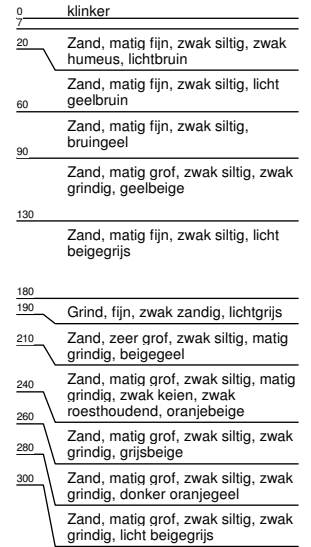 0 klinker
7
20 Zand, matig fijn, zwak siltig, zwak
humeus, lichtbruin
Zand, matig fijn, zwak siltig, licht
geelbruin
60
Zand, matig fijn, zwak siltig,
bruingeel
90
Zand, matig grof, zwak siltig, zwak
grindig, geelbeige
130
Zand, matig fijn, zwak siltig, licht
beigegrijs
180
190 Grind, fijn, zwak zandig, lichtgrijs
210 Zand, zeer grof, zwak siltig, matig
grindig, beigegeel
Zand, matig grof, zwak siltig, matig
240 grindig, zwak keien, zwak
roesthoudend, oranjebeige
260 Zand, matig grof, zwak siltig, zwak
grindig, grijsbeige
280 Zand, matig grof, zwak siltig, zwak
grindig, donker oranjegeel
300
Zand, matig grof, zwak siltig, zwak
grindig, licht beigegrijs